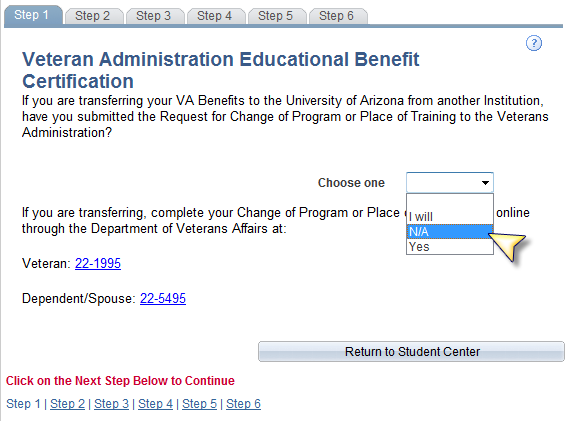 Step 1 Step 2 Step 3 Step 4 Step 5 Step 6
?
Veteran Administration Educational Benefit
Certification
If you are transferring your VA Benefits to the University of Arizona from another Institution,
have you submitted the Request for Change of Program or Place of Training to the Veterans
Administration?
Choose one
I will
N/A
Yes
If you are transferring, complete your Change of Program or Place online
through the Department of Veterans Affairs at:
Veteran: 22-1995
Dependent/Spouse: 22-5495
Return to Student Center
Click on the Next Step Below to Continue
Step 1 | Step 2 | Step 3 | Step 4 | Step 5 | Step 6